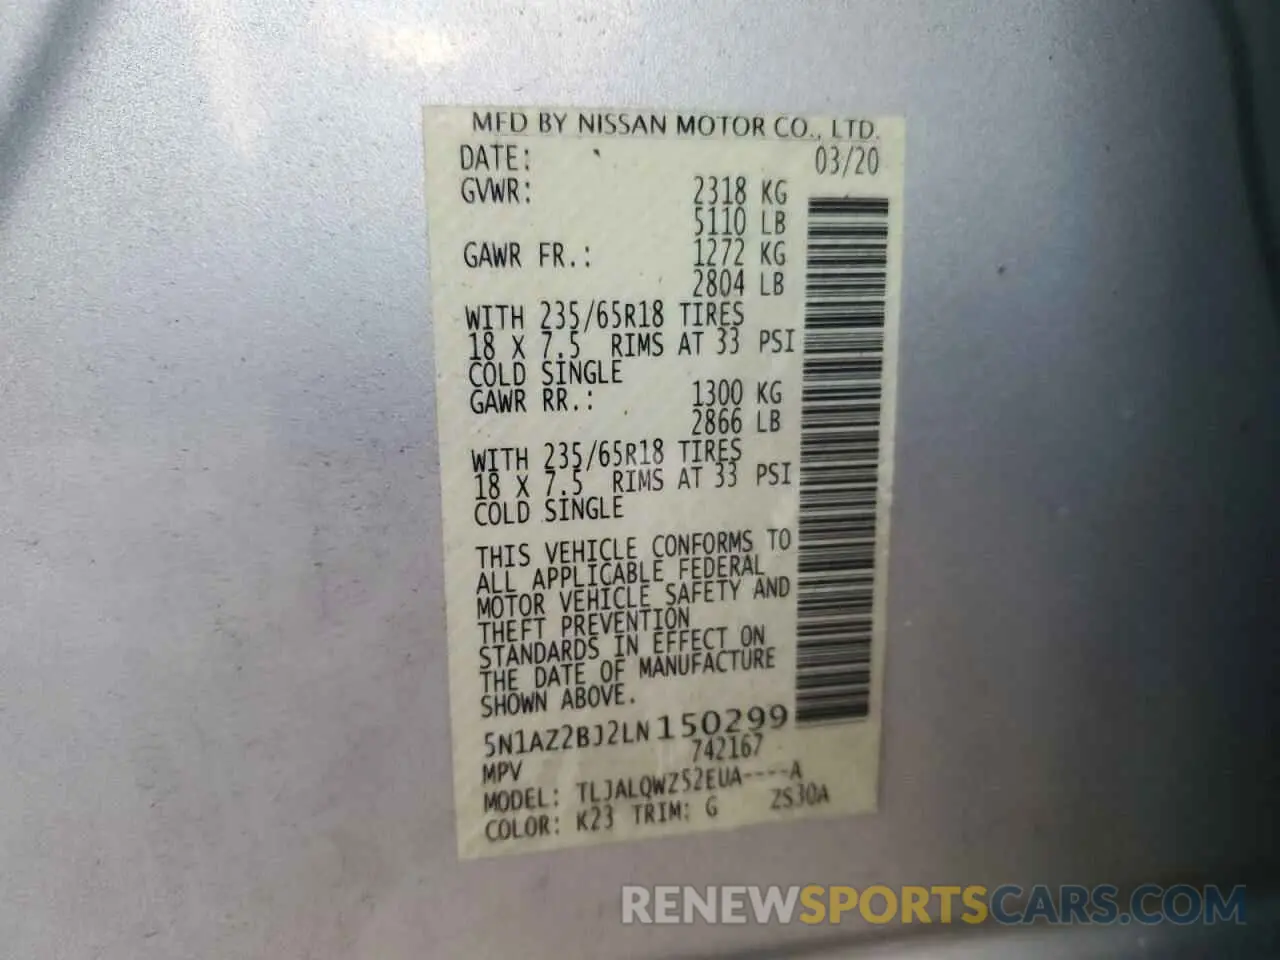 MFD BY NISSAN MOTOR CO., LTD.
DATE: 03/20
GVWR: 2318 KG
5110 LB
GAWR FR.: 1272 KG
2804 LB
WITH 235/65R18 TIRES
18 X 7.5 RIMS AT 33 PSI
COLD SINGLE
GAWR RR.: 1300 KG
2866 LB
WITH 235/65R18 TIRES
18 X 7.5 RIMS AT 33 PSI
COLD SINGLE
THIS VEHICLE CONFORMS TO
ALL APPLICABLE FEDERAL
MOTOR VEHICLE SAFETY AND
THEFT PREVENTION
STANDARDS IN EFFECT ON
THE DATE OF MANUFACTURE
SHOWN ABOVE.
5N1AZ2BJ2LN150299
742167
MPV
MODEL: TLJALQWZ52EUA----A
COLOR: K23 TRIM: G ZS30A
RENEWSPORTSCARS.COM